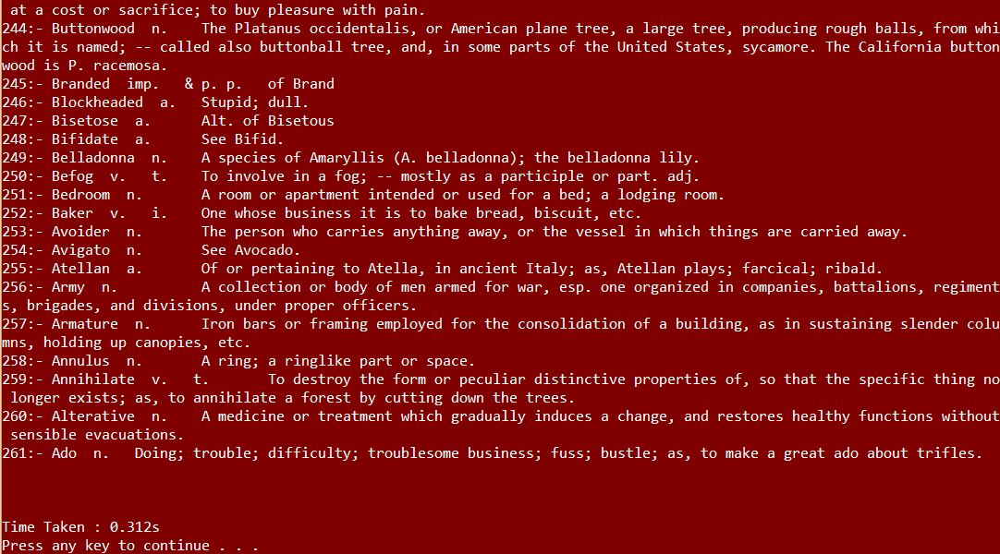 at a cost or sacrifice; to buy pleasure with pain.
244:- Buttonwood  n.    The Platanus occidentalis, or American plane tree, a large tree, producing rough balls, from whi
ch it is named; -- called also buttonball tree, and, in some parts of the United States, sycamore. The California button
wood is P. racemosa.
245:- Branded  imp.   & p. p.   of Brand
246:- Blockheaded  a.   Stupid; dull.
247:- Bisetose  a.      Alt. of Bisetous
248:- Bifidate  a.      See Bifid.
249:- Belladonna  n.    A species of Amaryllis (A. belladonna); the belladonna lily.
250:- Befog  v.   t.    To involve in a fog; -- mostly as a participle or part. adj.
251:- Bedroom  n.       A room or apartment intended or used for a bed; a lodging room.
252:- Baker  v.   i.    One whose business it is to bake bread, biscuit, etc.
253:- Avoider  n.       The person who carries anything away, or the vessel in which things are carried away.
254:- Avigato  n.       See Avocado.
255:- Atellan  a.       Of or pertaining to Atella, in ancient Italy; as, Atellan plays; farcical; ribald.
256:- Army  n.          A collection or body of men armed for war, esp. one organized in companies, battalions, regiment
s, brigades, and divisions, under proper officers.
257:- Armature  n.      Iron bars or framing employed for the consolidation of a building, as in sustaining slender colu
mns, holding up canopies, etc.
258:- Annulus  n.       A ring; a ringlike part or space.
259:- Annihilate  v.   t.       To destroy the form or peculiar distinctive properties of, so that the specific thing no
longer exists; as, to annihilate a forest by cutting down the trees.
260:- Alterative  n.    A medicine or treatment which gradually induces a change, and restores healthy functions without
sensible evacuations.
261:- Ado  n.   Doing; trouble; difficulty; troublesome business; fuss; bustle; as, to make a great ado about trifles.
Time Taken : 0.312s
Press any key to continue . . .